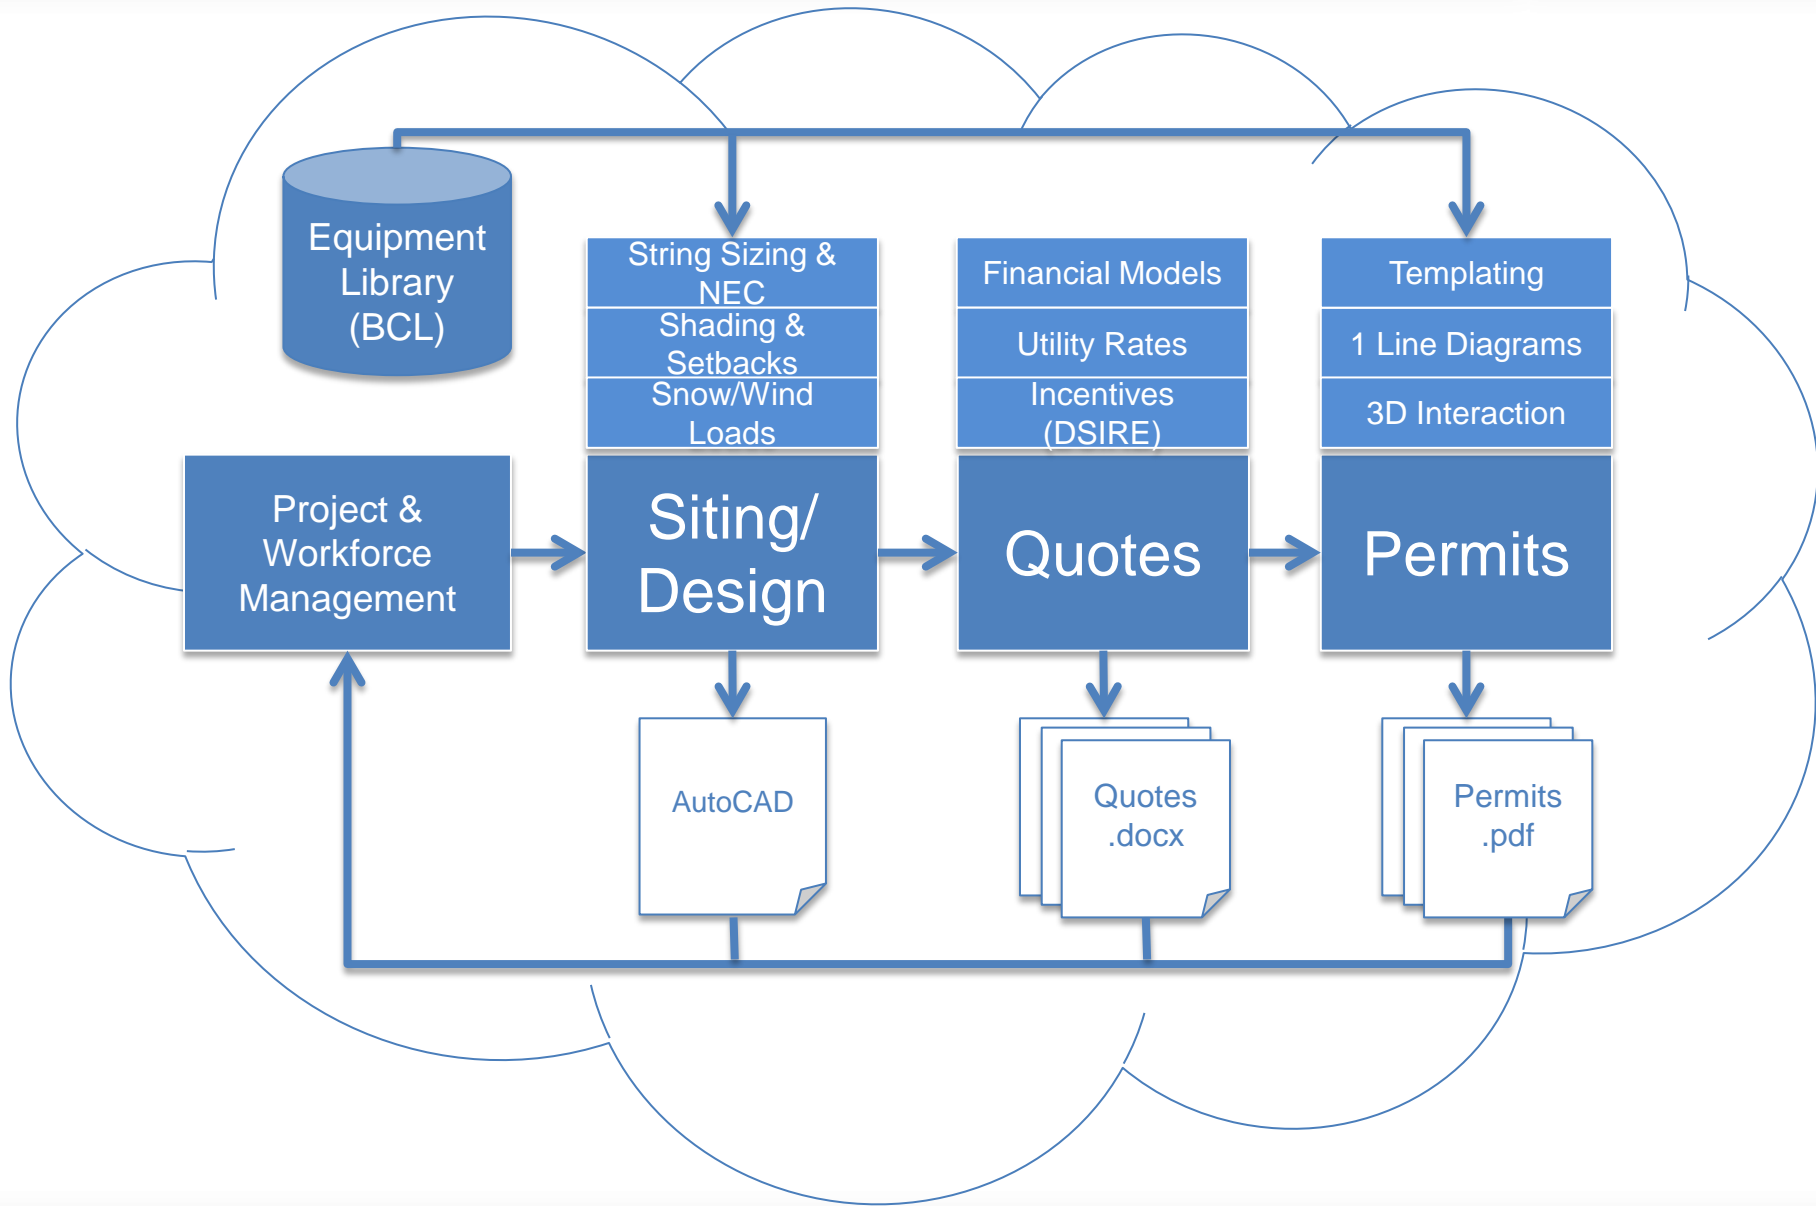 Equipment
Library
(BCL)
String Sizing &
NEC
Shading &
Setbacks
Snow/Wind
Loads
Financial Models
Utility Rates
Incentives
(DSIRE)
Templating
1 Line Diagrams
3D Interaction
Project &
Workforce
Management
Siting/
Design
Quotes
Permits
AutoCAD
Quotes
.docx
Permits
.pdf